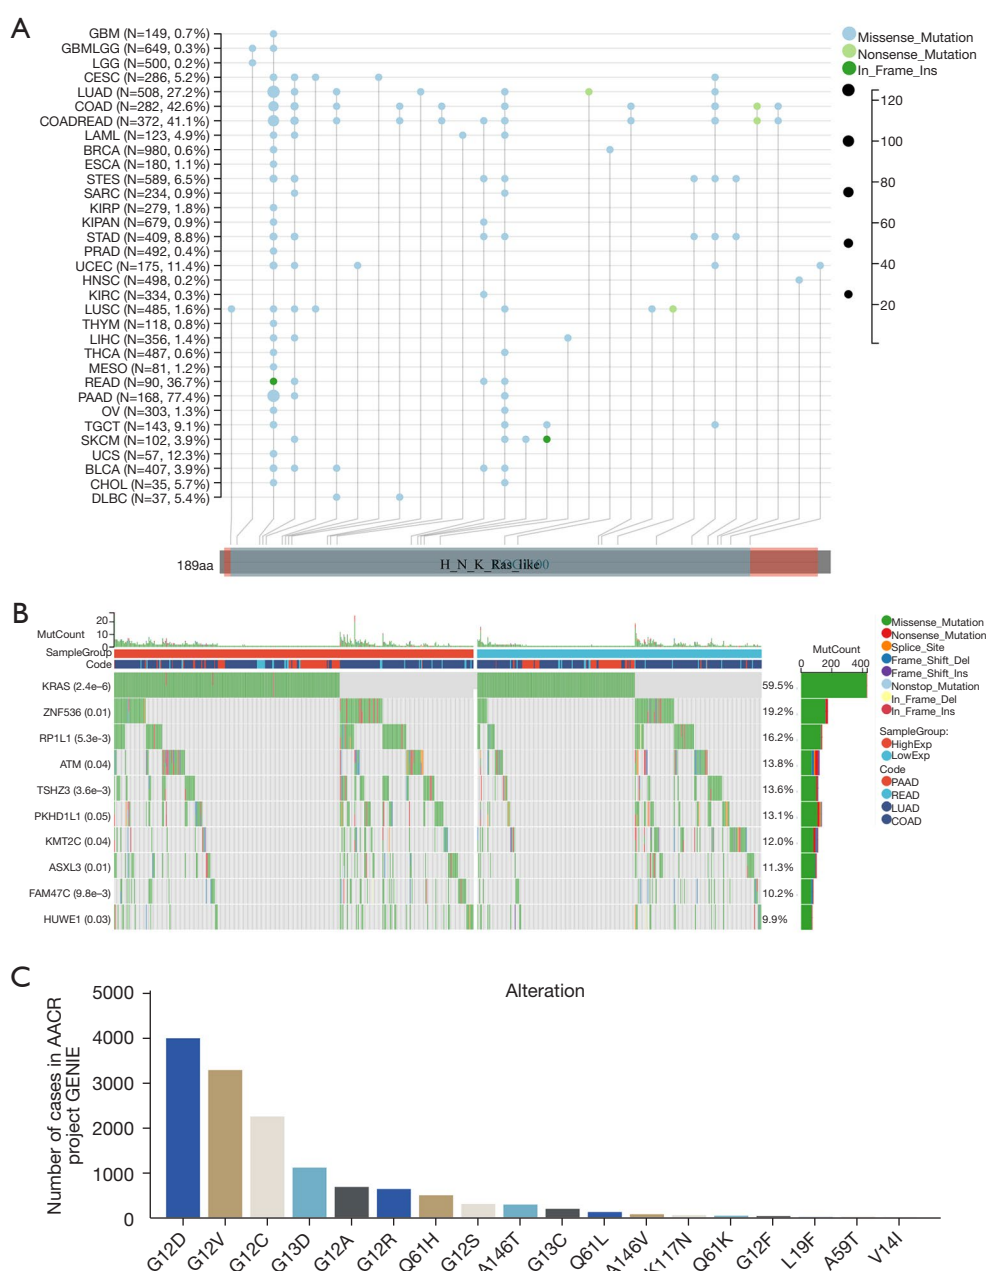 A
GBM (N=149, 0.7%)
GBMLGG (N=649, 0.3%)
LGG (N=500, 0.2%)
CESC (N=286, 5.2%)
LUAD (N=508, 27.2%)
COAD (N=282, 42.6%)
COADREAD (N=372, 41.1%)
LAML (N=123, 4.9%)
BRCA (N=980, 0.6%)
ESCA (N=180, 1.1%)
STES (N=589, 6.5%)
SARC (N=234, 0.9%)
KIRP (N=279, 1.8%)
KIPAN (N=679, 0.9%)
STAD (N=409, 8.8%)
PRAD (N=492, 0.4%)
UCEC (N=175, 11.4%)
HNSC (N=498, 0.2%)
KIRC (N=334, 0.3%)
LUSC (N=485, 1.6%)
THYM (N=118, 0.8%)
LIHC (N=356, 1.4%)
THCA (N=487, 0.6%)
MESO (N=81, 1.2%)
READ (N=90, 36.7%)
PAAD (N=168, 77.4%)
OV (N=303, 1.3%)
TGCT (N=143, 9.1%)
SKCM (N=102, 3.9%)
UCS (N=57, 12.3%)
BLCA (N=407, 3.9%)
CHOL (N=35, 5.7%)
DLBC (N=37, 5.4%)
Missense_Mutation
Nonsense_Mutation
In_Frame_Ins
120
100
80
60
40
20
189aa
H_N_K_Ras_like
B
20
10
0
MutCount
SampleGroup
Code
KRAS (2.4e-6)
ZNF536 (0.01)
RP1L1 (5.3e-3)
ATM (0.04)
TSHZ3 (3.6e-3)
PKHD1L1 (0.05)
KMT2C (0.04)
ASXL3 (0.01)
FAM47C (9.8e-3)
HUWE1 (0.03)
59.5%
19.2%
16.2%
13.8%
13.6%
13.1%
12.0%
11.3%
10.2%
9.9%
MutCount
0 200 400
Missense_Mutation
Nonsense_Mutation
Splice_Site
Frame_Shift_Del
Frame_Shift_Ins
Nonstop_Mutation
In_Frame_Del
In_Frame_Ins
SampleGroup:
HighExp
LowExp
Code
PAAD
READ
LUAD
COAD
C
Alteration
Number of cases in AACR
project GENIE
5000
4000
3000
2000
1000
0
G12D
G12V
G12C
G13D
G12A
G12R
Q61H
G12S
A146T
G13C
Q61L
A146V
K117N
Q61K
G12F
L19F
A59T
V14I